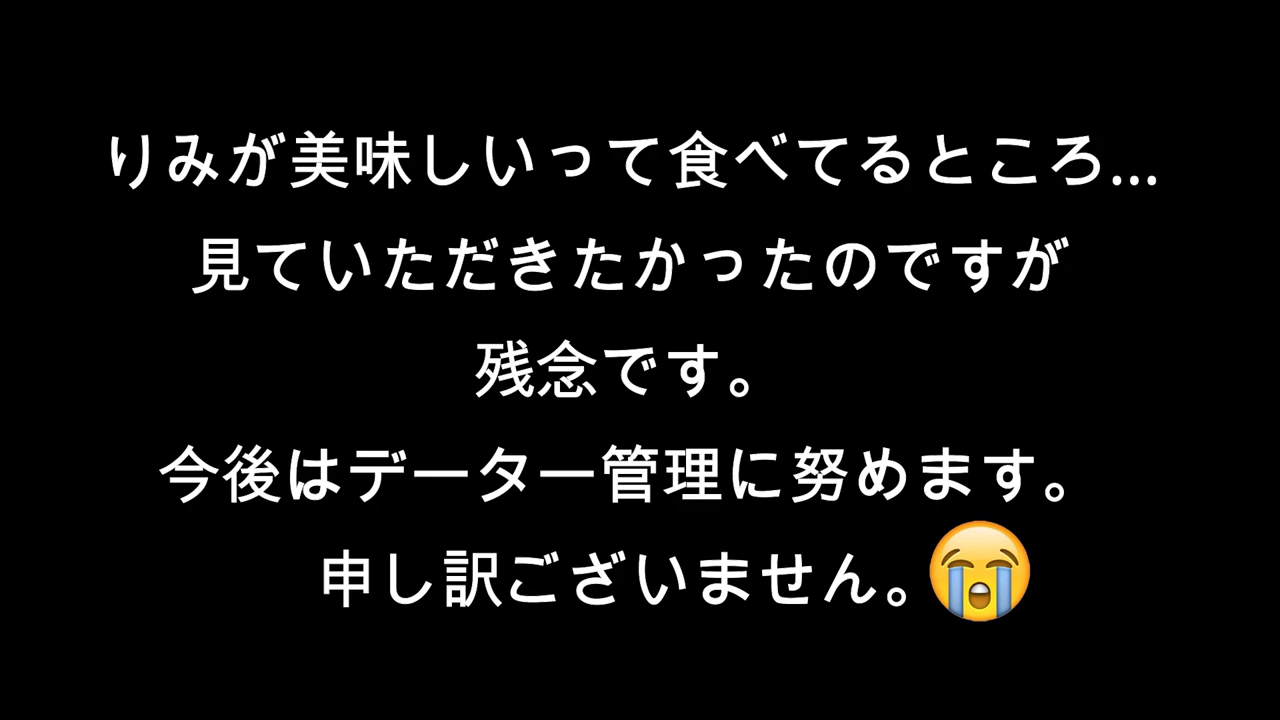 りみが美味しいって食べてるところ...
見ていただきたかったのですが
残念です。
今後はデーター管理に努めます。
申し訳ございません。😭